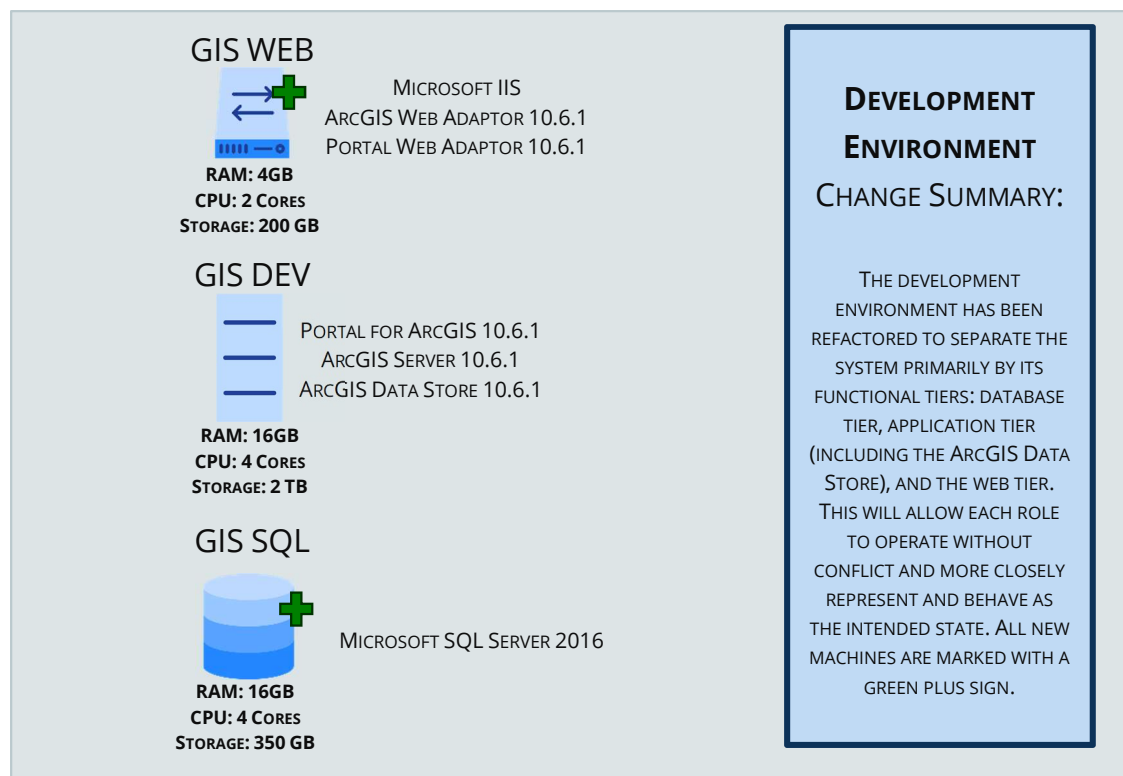 GIS WEB
Microsoft IIS
ArcGIS Web Adaptor 10.6.1
Portal Web Adaptor 10.6.1
RAM: 4GB
CPU: 2 Cores
Storage: 200 GB
GIS DEV
Portal for ArcGIS 10.6.1
ArcGIS Server 10.6.1
ArcGIS Data Store 10.6.1
RAM: 16GB
CPU: 4 Cores
Storage: 2 TB
GIS SQL
Microsoft SQL Server 2016
RAM: 16GB
CPU: 4 Cores
Storage: 350 GB
Development
Environment
Change Summary:
The development
environment has been
refactored to separate the
system primarily by its
functional tiers: database
tier, application tier
(including the ArcGIS Data
Store), and the web tier.
This will allow each role
to operate without
conflict and more closely
represent and behave as
the intended state. All new
machines are marked with a
green plus sign.